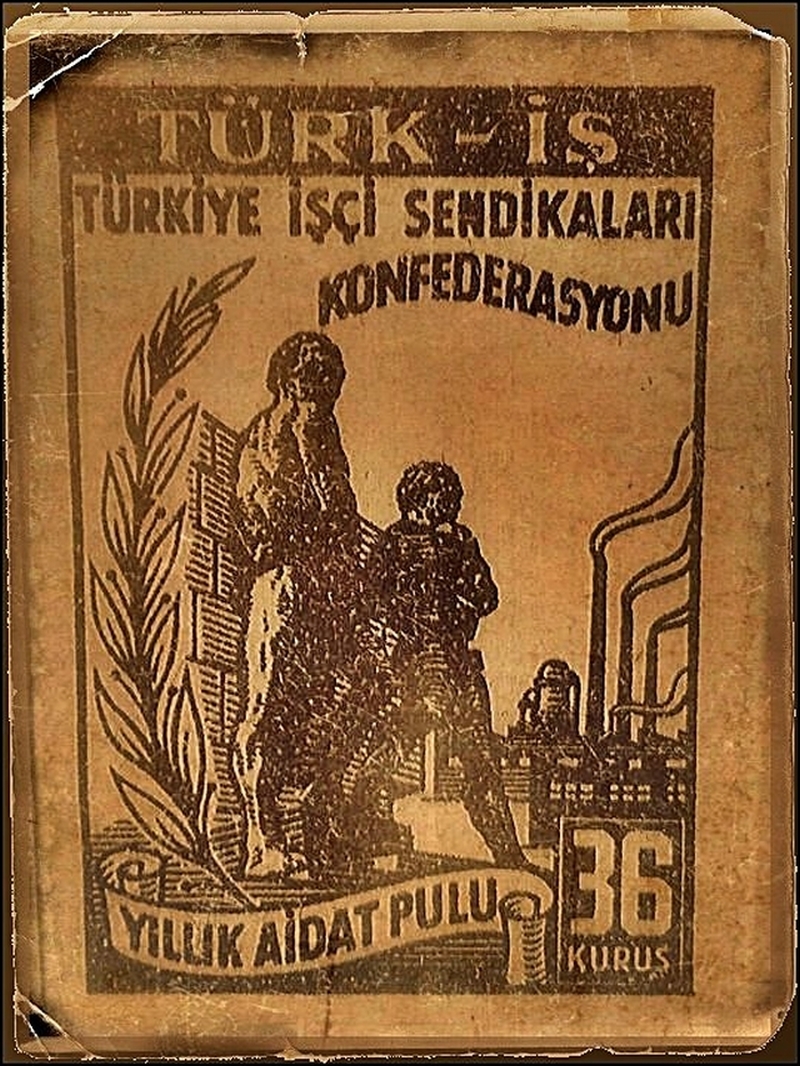 TÜRK-İŞ
TÜRKİYE İŞÇİ SENDİKALARI
KONFEDERASYONU
YILLIK AİDAT PULU
36
KURUŞ